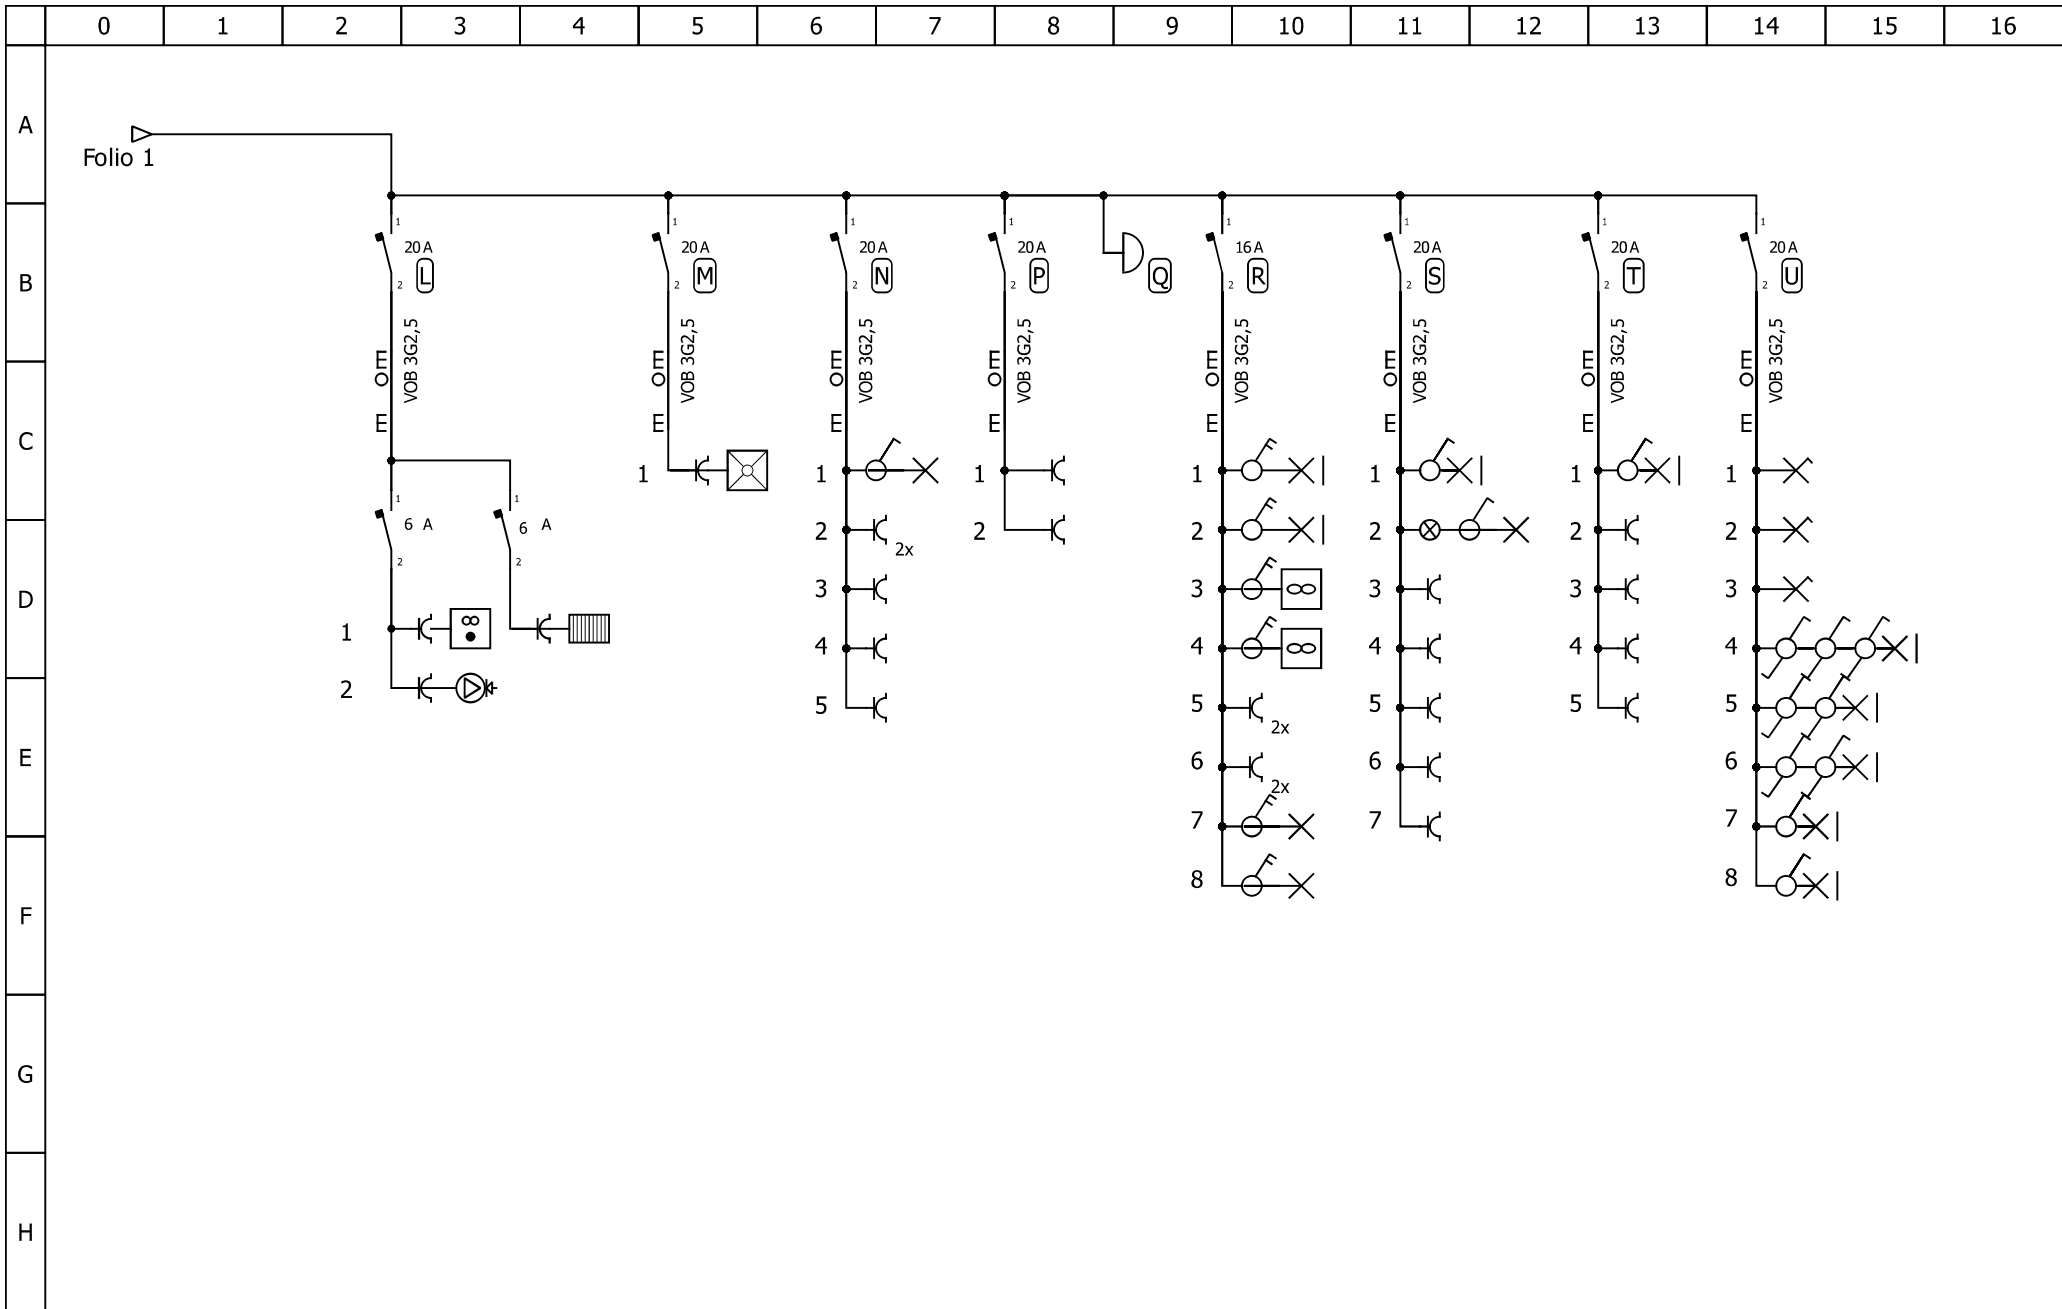 0 1 2 3 4 5 6 7 8 9 10 11 12 13 14 15 16
A
Folio 1
B
1 1 1 1 1 1 1 1
20 A 20 A 20 A 20 A 16 A 20 A 20 A 20 A
L M N P Q R S T U
2 2 2 2 2 2 2 2
VOB 3G2,5 VOB 3G2,5 VOB 3G2,5 VOB 3G2,5 VOB 3G2,5 VOB 3G2,5 VOB 3G2,5 VOB 3G2,5
E E E E E E E E
E E E E E E E E
C
1 1 1 1 1 1 1
1 1
6 A 6 A
2 2 2 2 2 2
2x
2 2
D
3 3 3 3 3
1 4 4 4 4 4
2 5 5 5 5 5
2x
E
6 6 6
2x
7 7 7
8 8
F
G
H